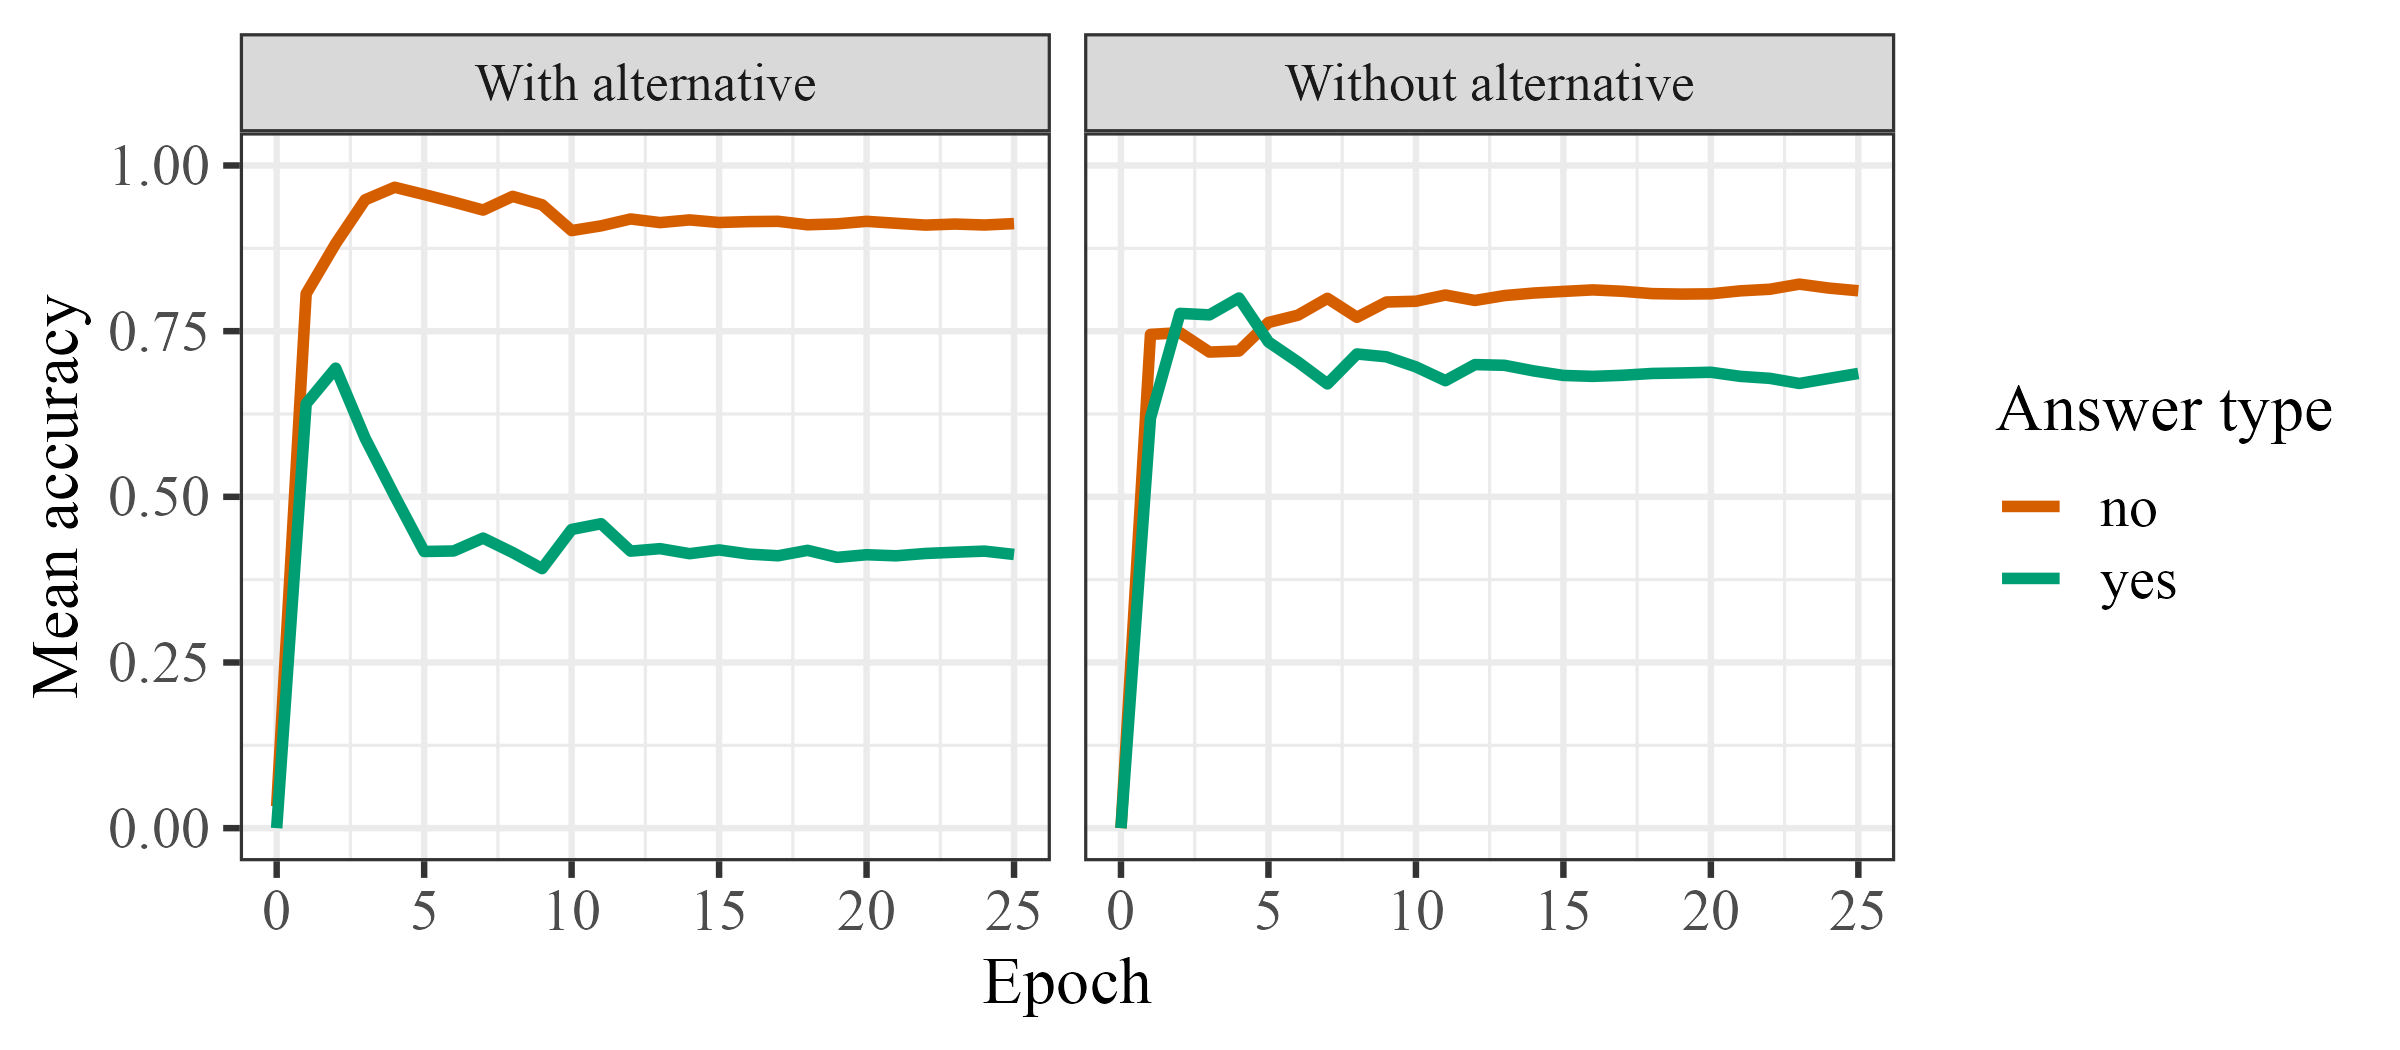 With alternative
Without alternative
1.00
0.75
0.50
0.25
0.00
Mean accuracy
0 5 10 15 20 25
0 5 10 15 20 25
Epoch
Answer type
no
yes